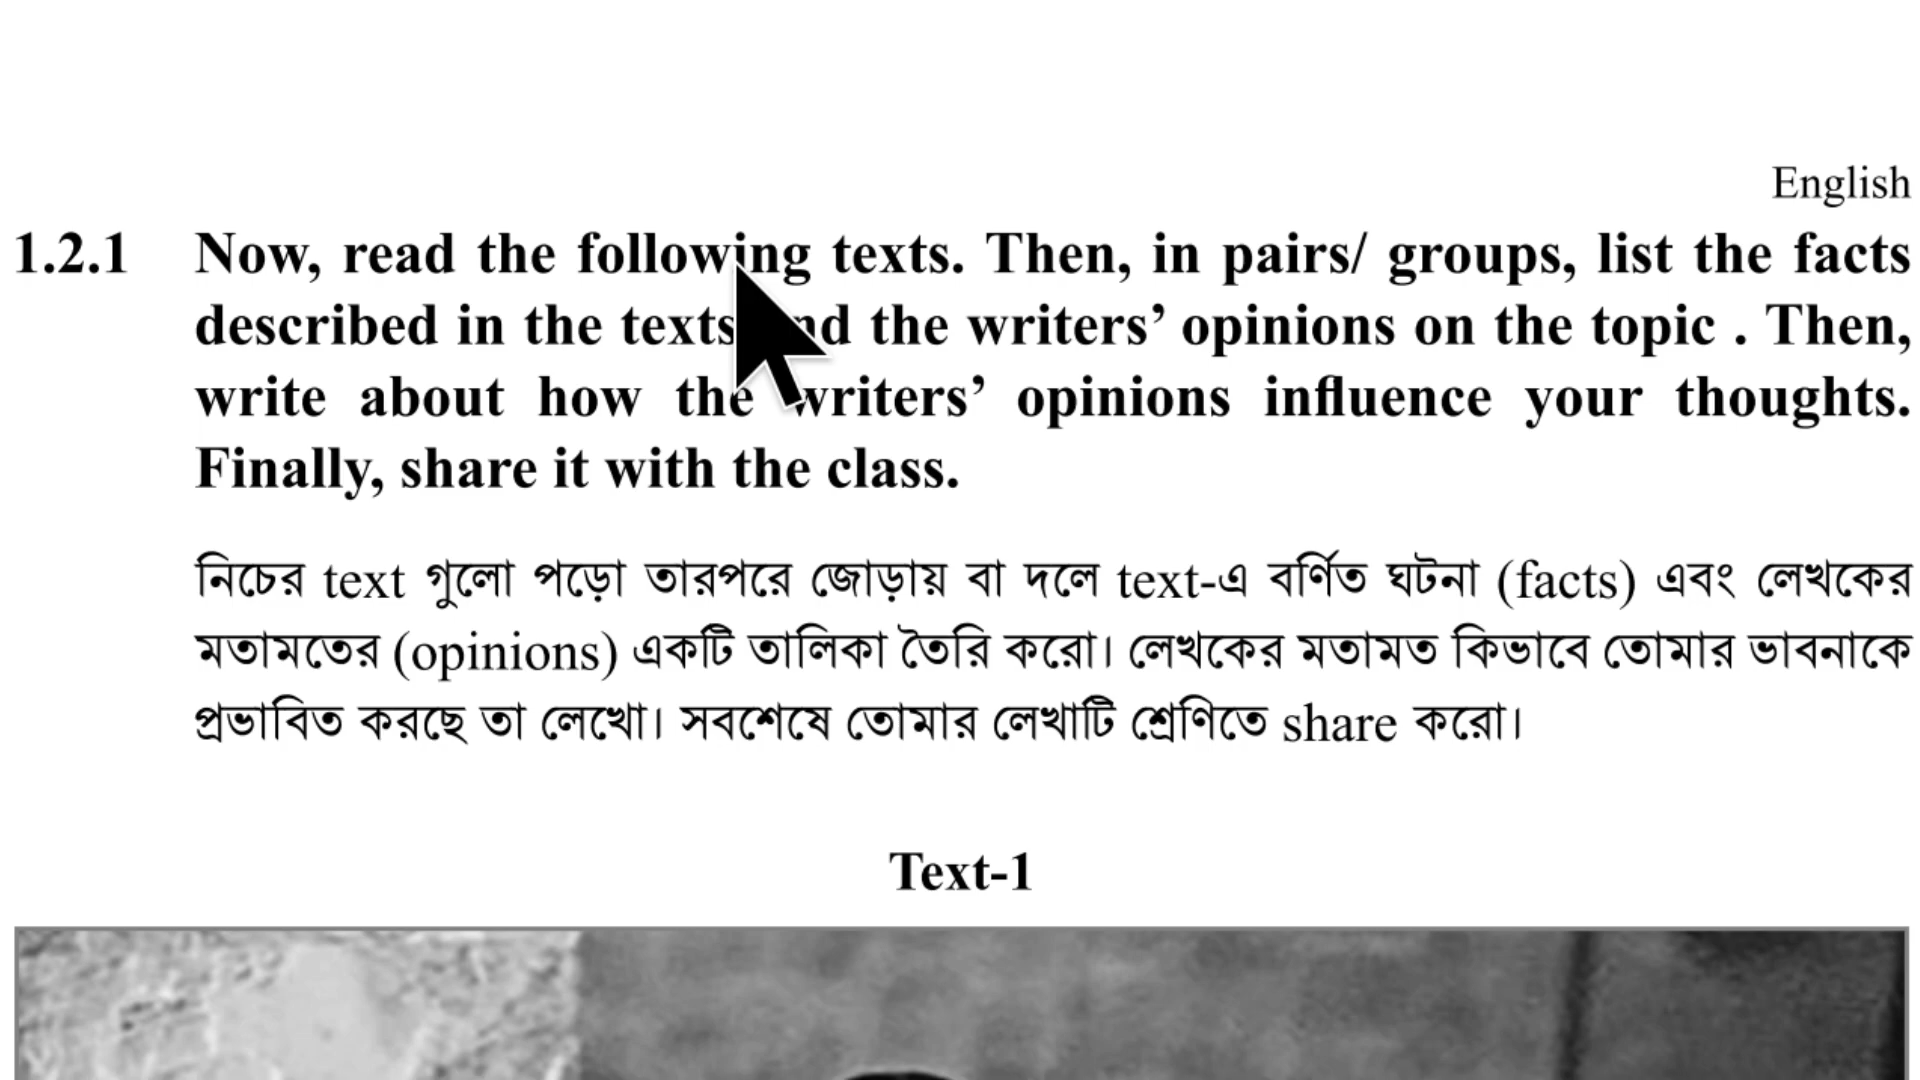 English
1.2.1 Now, read the following texts. Then, in pairs/ groups, list the facts
described in the texts and the writers’ opinions on the topic . Then,
write about how the writers’ opinions influence your thoughts.
Finally, share it with the class.
নিচের text গুলো পড়ো তারপরে জোড়ায় বা দলে text-এ বর্ণিত ঘটনা (facts) এবং লেখকের
মতামতের (opinions) একটি তালিকা তৈরি করো। লেখকের মতামত কিভাবে তোমার ভাবনাকে
প্রভাবিত করছে তা লেখো। সবশেষে তোমার লেখাটি শ্রেণিতে share করো।
Text-1